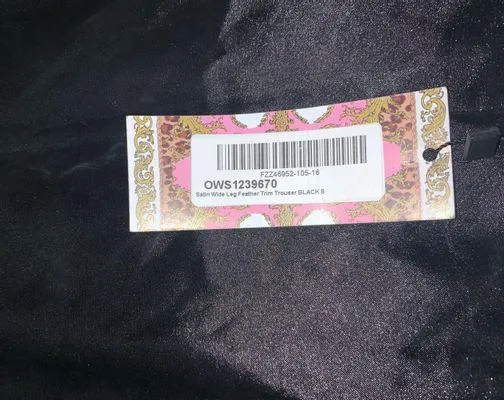 FZZ46952-105-16
OWS1239670
Satin Wide Leg Feather Trim Trouser BLACK 8